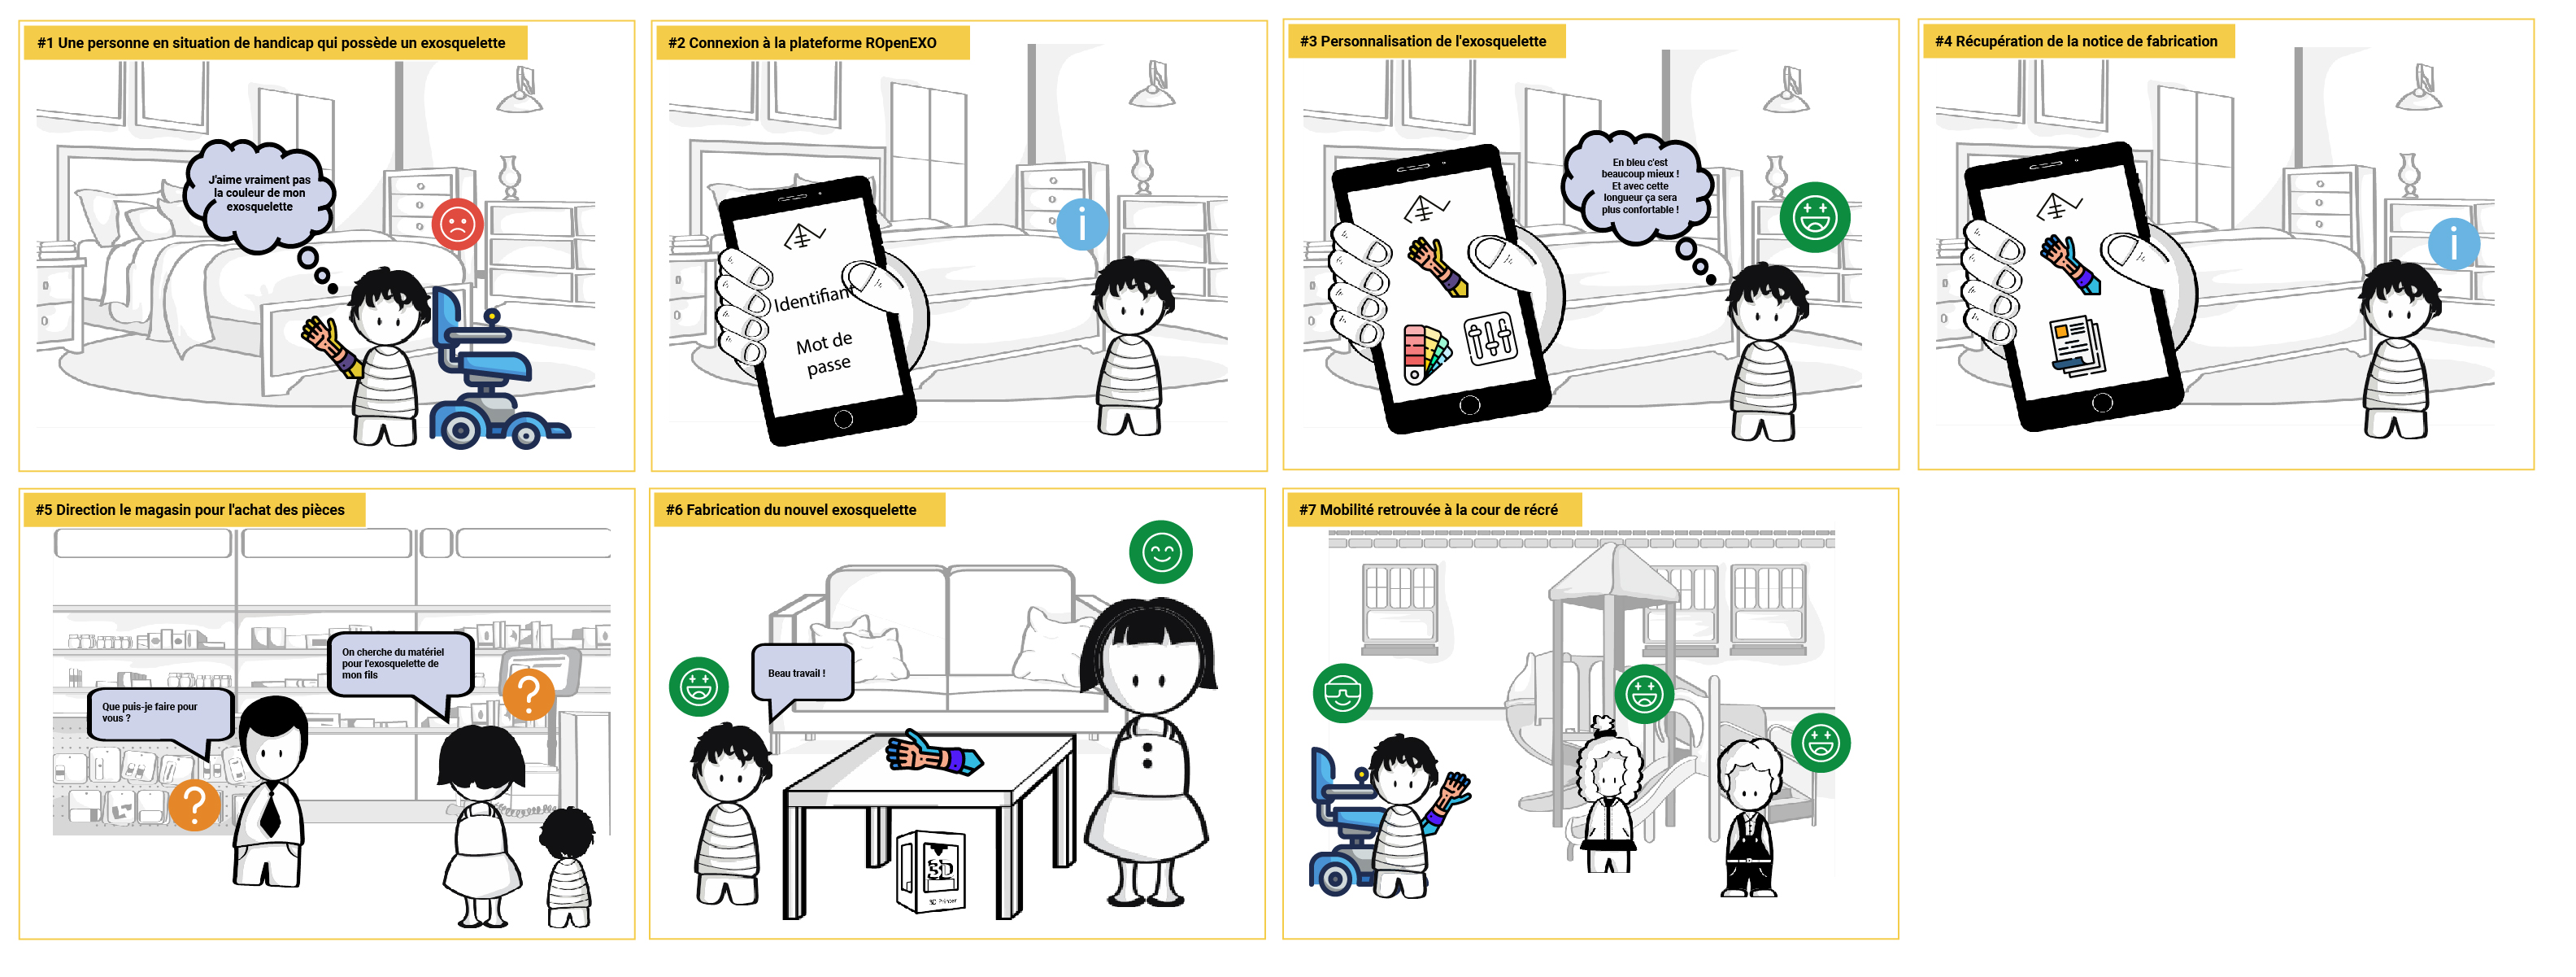 #1 Une personne en situation de handicap qui possède un exosquelette
J'aime vraiment pas
la couleur de mon
exosquelette
#2 Connexion à la plateforme ROpenEXO
Identifiant
Mot de
passe
#3 Personnalisation de l'exosquelette
En bleu c'est
beaucoup mieux !
Et avec cette
longueur ça sera
plus confortable !
#4 Récupération de la notice de fabrication
#5 Direction le magasin pour l'achat des pièces
Que puis-je faire pour
vous ?
On cherche du matériel
pour l'exosquelette de
mon fils
#6 Fabrication du nouvel exosquelette
Beau travail !
3D
3D Printer
#7 Mobilité retrouvée à la cour de récré